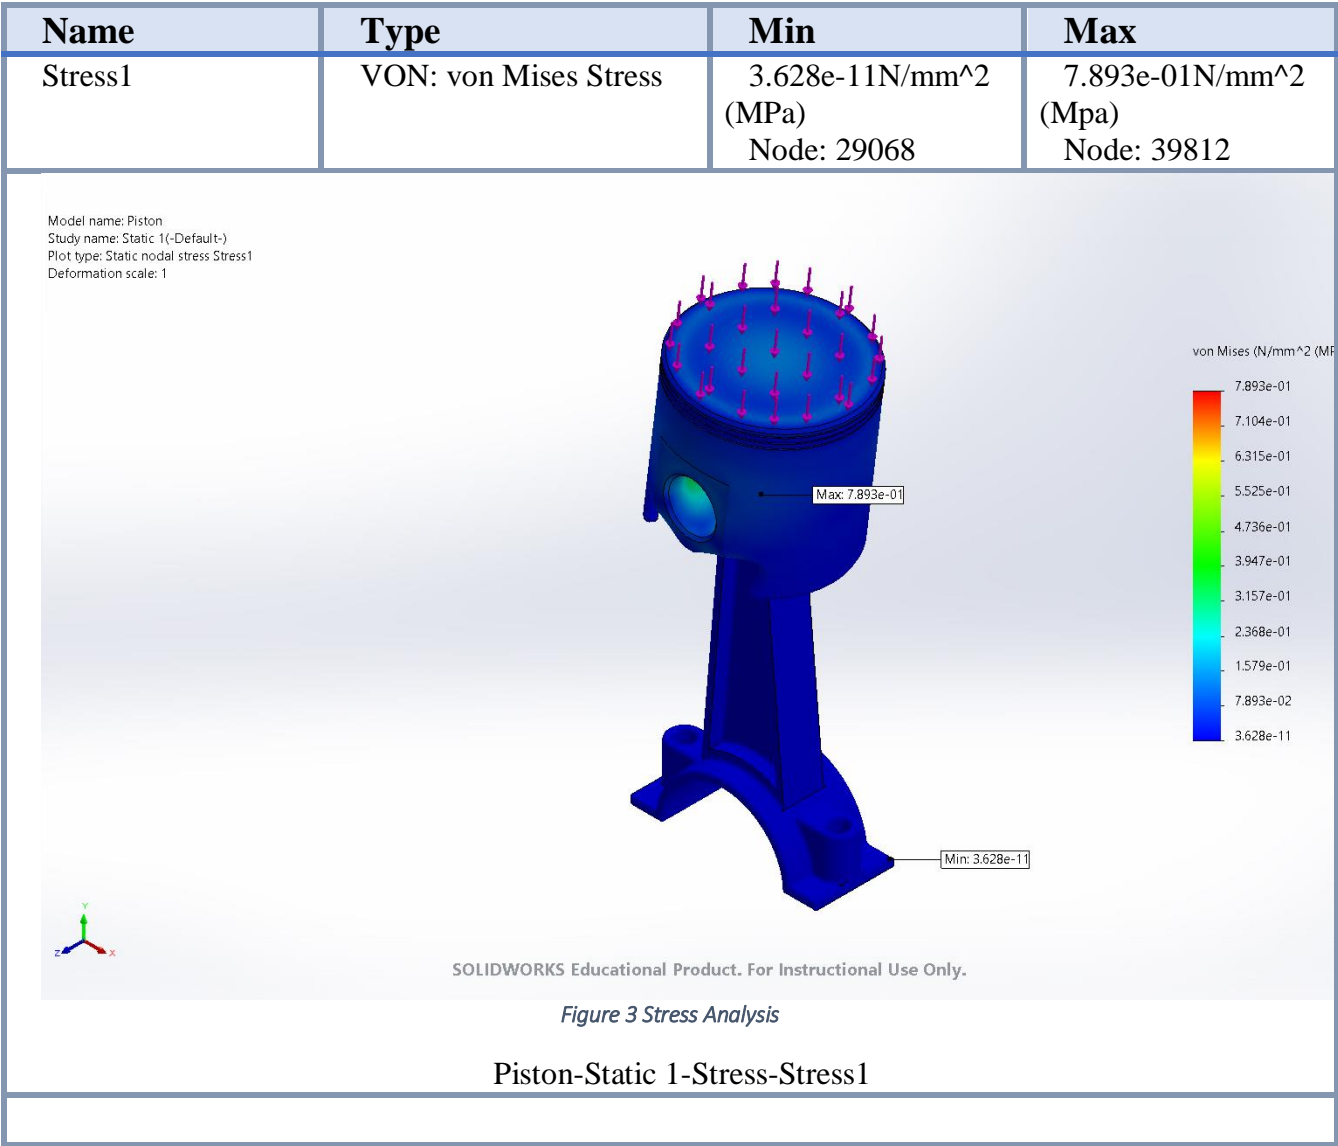 Name Type Min Max
Stress1 VON: von Mises Stress 3.628e-11N/mm^2 7.893e-01N/mm^2
(MPa) (Mpa)
Node: 29068 Node: 39812
Model name: Piston
Study name: Static 1(-Default-)
Plot type: Static nodal stress Stress1
Deformation scale: 1
von Mises (N/mm^2 (MP
7.893e-01
7.104e-01
6.315e-01
5.525e-01
4.736e-01
3.947e-01
3.157e-01
2.368e-01
1.579e-01
7.893e-02
3.628e-11
Max: 7.893e-01
Min: 3.628e-11
Y
Z X
SOLIDWORKS Educational Product. For Instructional Use Only.
Figure 3 Stress Analysis
Piston-Static 1-Stress-Stress1